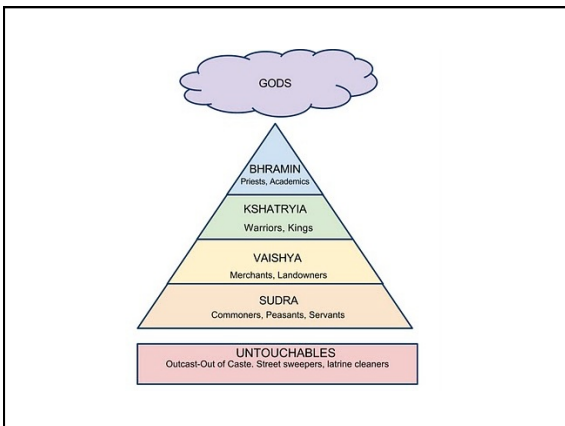 GODS
BHRAMIN
Priests, Academics
KSHATRYIA
Warriors, Kings
VAISHYA
Merchants, Landowners
SUDRA
Commoners, Peasants, Servants
UNTOUCHABLES
Outcast-Out of Caste. Street sweepers, latrine cleaners